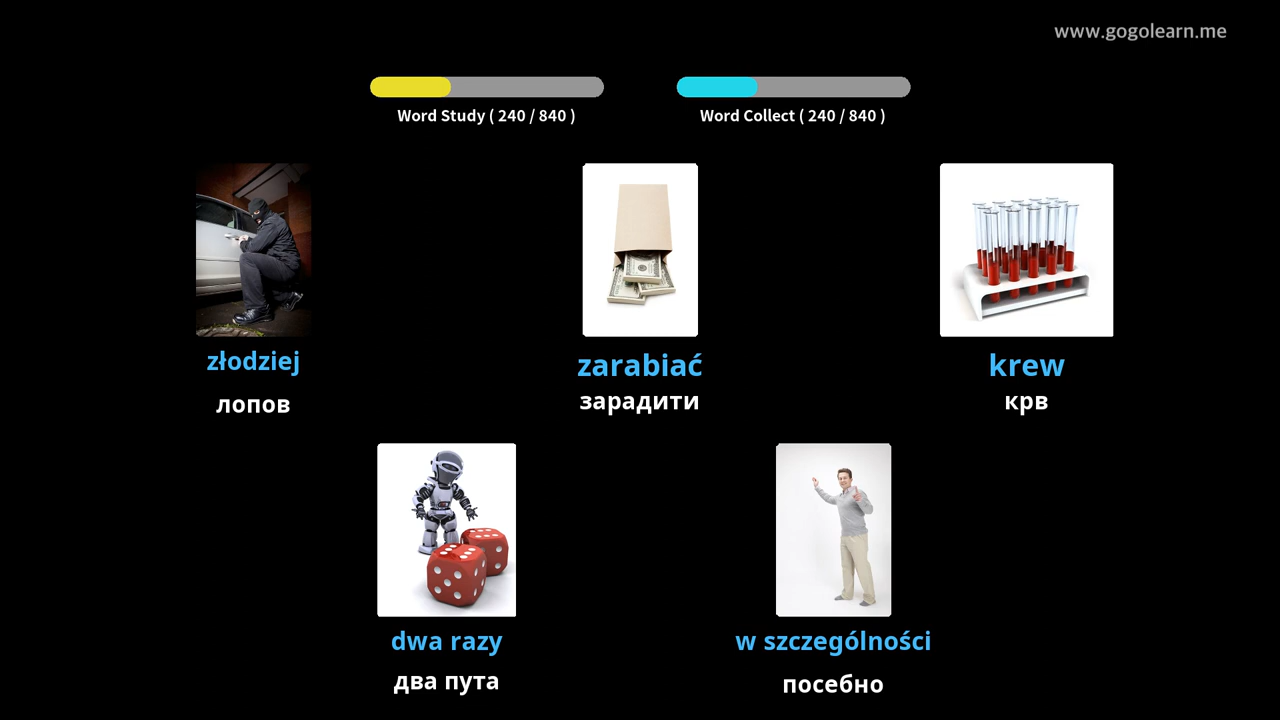 www.gogolearn.me
Word Study ( 240 / 840 )
Word Collect ( 240 / 840 )
złodziej
лопов
zarabiać
зарадити
krew
крв
dwa razy
два пута
w szczególności
посебно